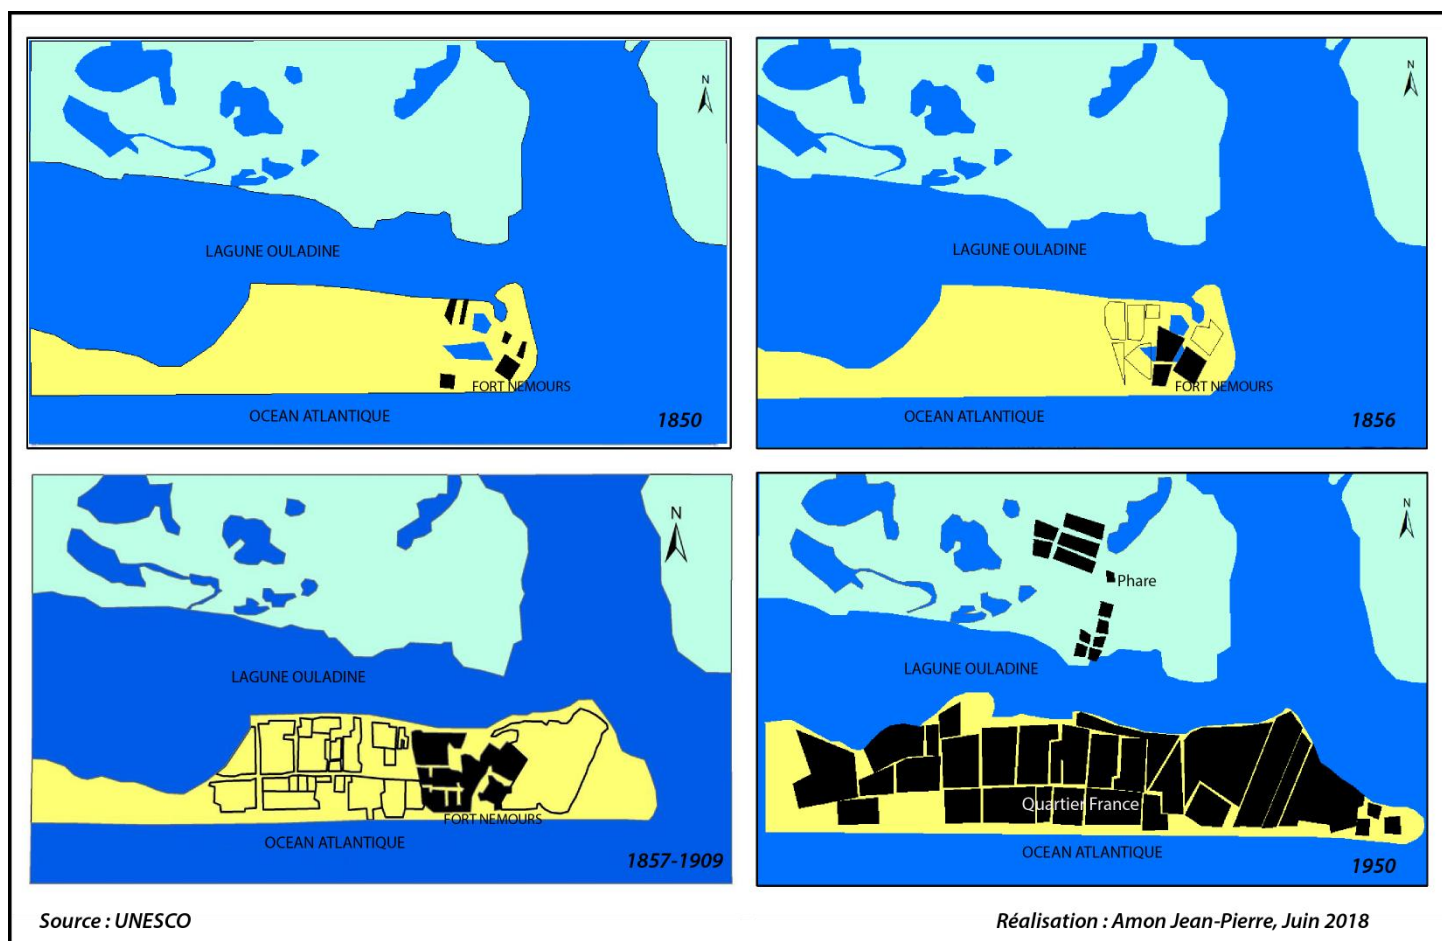 N
LAGUNE OULADINE
FORT NEMOURS
OCEAN ATLANTIQUE
1850
N
LAGUNE OULADINE
FORT NEMOURS
OCEAN ATLANTIQUE
1856
N
LAGUNE OULADINE
FORT NEMOURS
OCEAN ATLANTIQUE
1857-1909
N
Phare
LAGUNE OULADINE
Quartier France
OCEAN ATLANTIQUE
1950
Source : UNESCO
Réalisation : Amon Jean-Pierre, Juin 2018